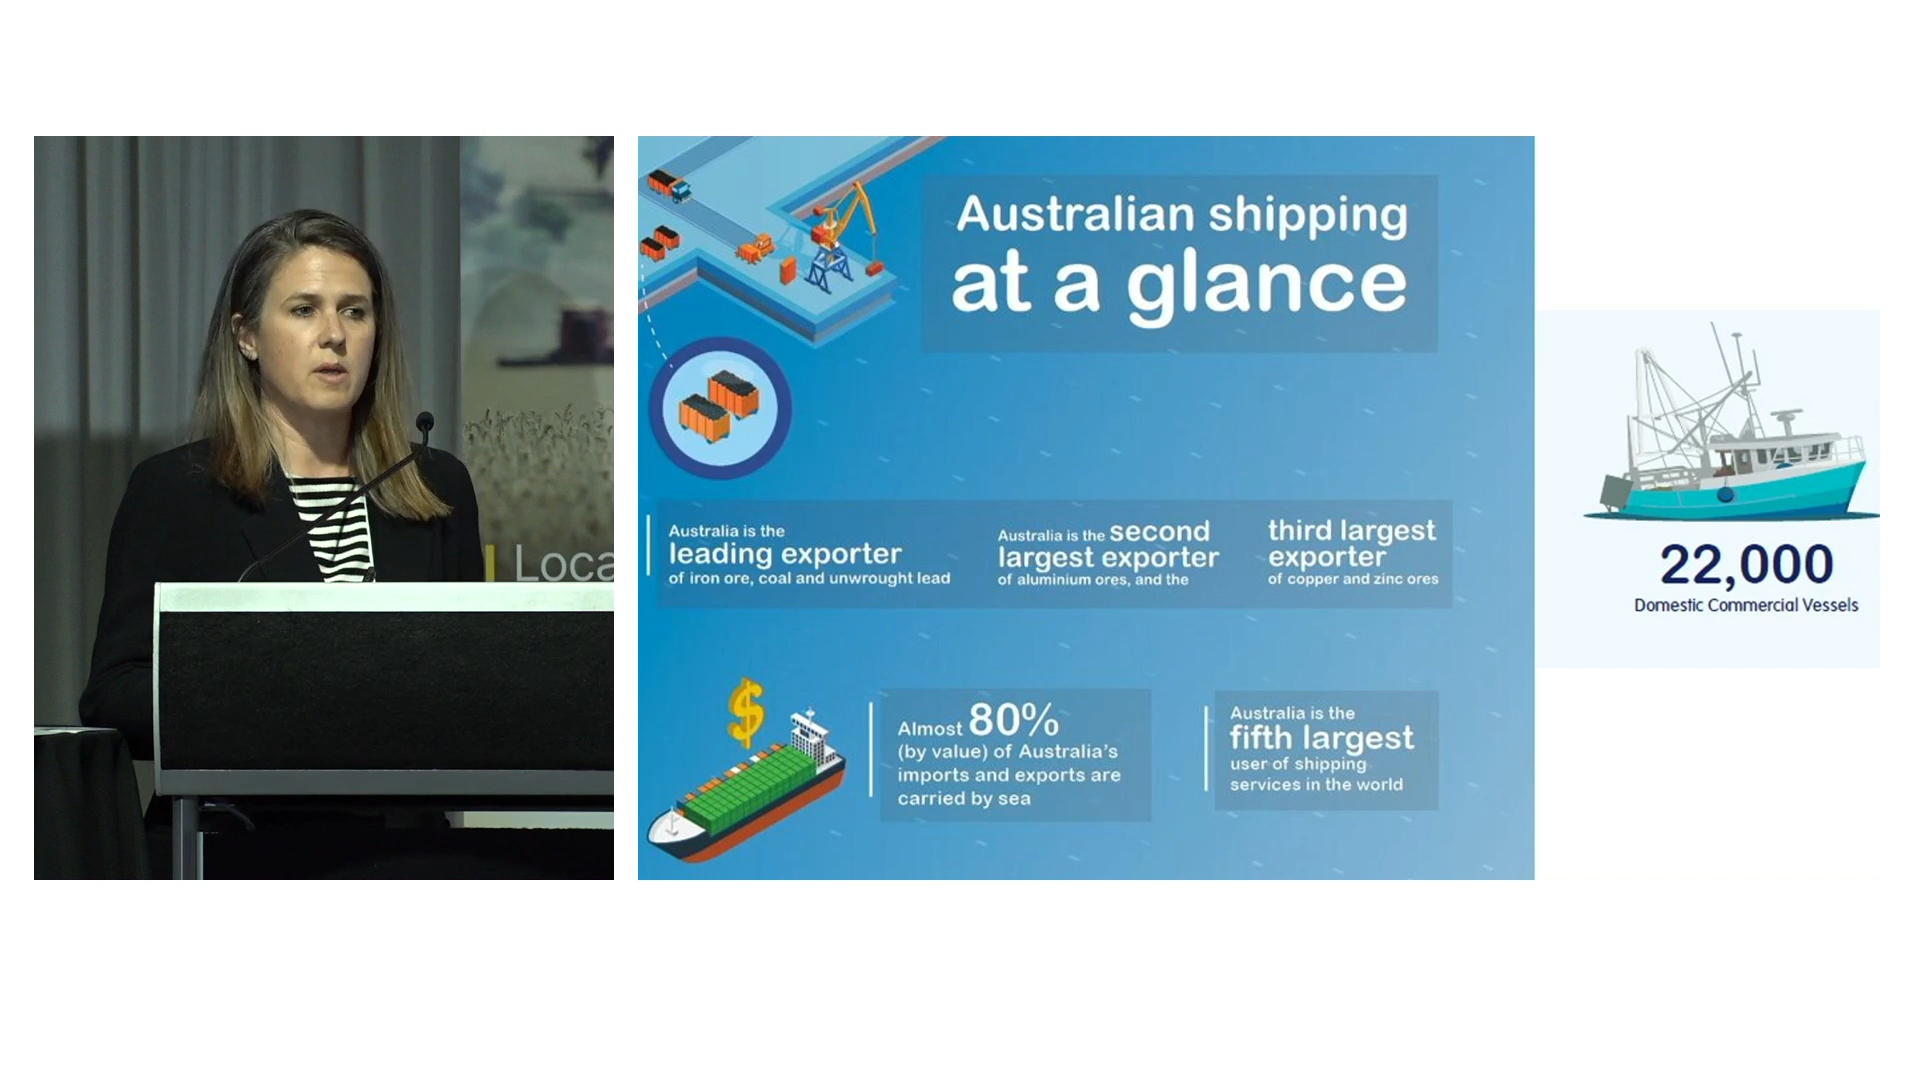 Loca
Australian shipping
at a glance
Australia is the
leading exporter
of iron ore, coal and unwrought lead
Australia is the second
largest exporter
of aluminium ores, and the
third largest
exporter
of copper and zinc ores
Almost 80%
(by value) of Australia's
imports and exports are
carried by sea
Australia is the
fifth largest
user of shipping
services in the world
22,000
Domestic Commercial Vessels